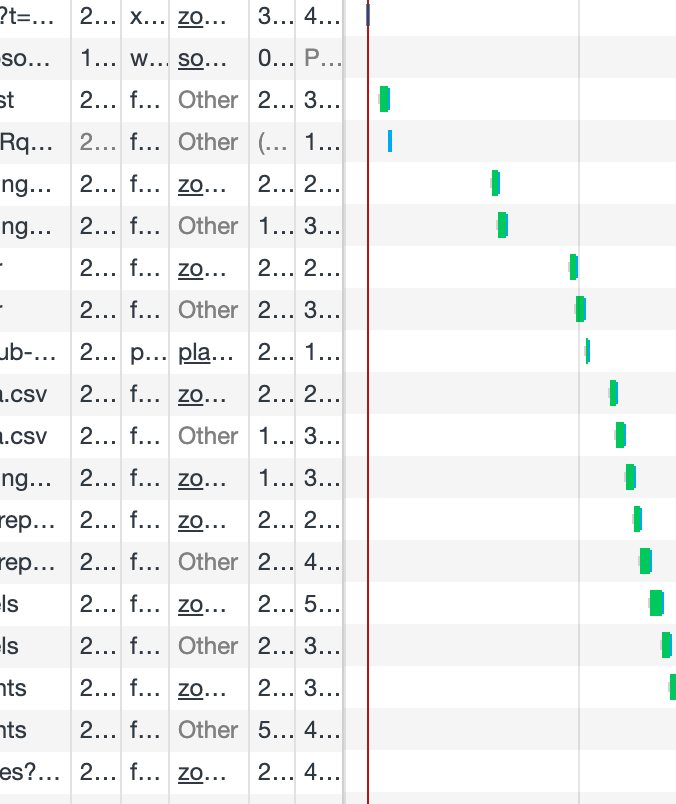 ?t=... 2... x... zo... 3... 4...
oso... 1... w... so... 0... P...
st 2... f... Other 2... 3...
Rq... 2... f... Other (... 1...
ng... 2... f... zo... 2... 2...
ng... 2... f... Other 1... 3...
r 2... f... zo... 2... 2...
r 2... f... Other 2... 3...
ub-... 2... p... pla... 2... 1...
a.csv 2... f... zo... 2... 2...
a.csv 2... f... Other 1... 3...
ng... 2... f... zo... 1... 3...
rep... 2... f... zo... 2... 2...
rep... 2... f... Other 2... 4...
els 2... f... zo... 2... 5...
els 2... f... Other 2... 3...
nts 2... f... zo... 2... 3...
nts 2... f... Other 5... 4...
es?... 2... f... zo... 2... 4...